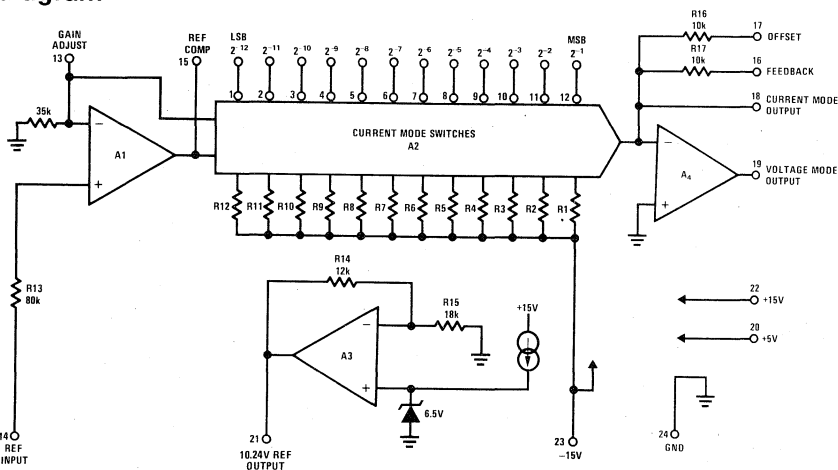 GAIN
ADJUST
13
REF
COMP
15
LSB
2⁻¹² 2⁻¹¹ 2⁻¹⁰ 2⁻⁹ 2⁻⁸ 2⁻⁷ 2⁻⁶ 2⁻⁵ 2⁻⁴ 2⁻³ 2⁻² 2⁻¹
MSB
1 2 3 4 5 6 7 8 9 10 11 12
R16
10k
17
OFFSET
R17
10k
16
FEEDBACK
18
CURRENT MODE
OUTPUT
35k
A1
−
+
CURRENT MODE SWITCHES
A2
−
+
A4
19
VOLTAGE MODE
OUTPUT
R12 R11 R10 R9 R8 R7 R6 R5 R4 R3 R2 R1
R13
80k
R14
12k
R15
18k
−
+
A3
+15V
6.5V
22
+15V
20
+5V
14
REF
INPUT
21
10.24V REF
OUTPUT
23
−15V
24
GND